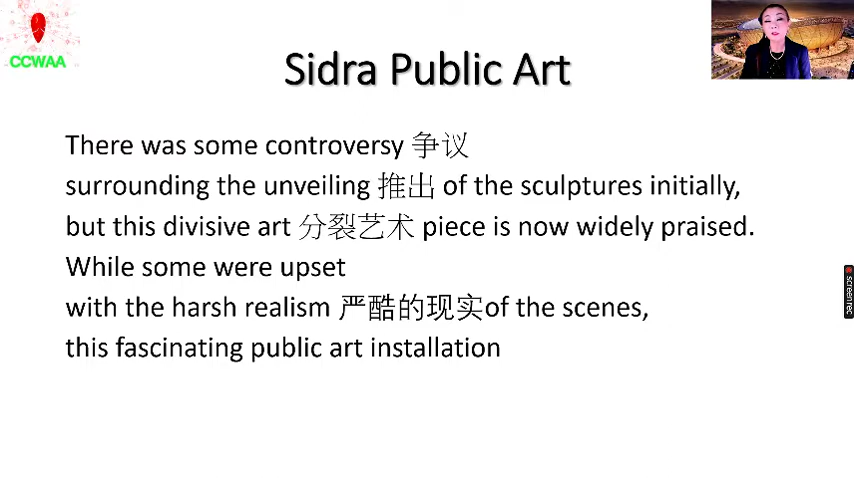 CCWAA
Sidra Public Art
There was some controversy 争议
surrounding the unveiling 推出 of the sculptures initially,
but this divisive art 分裂艺术 piece is now widely praised.
While some were upset
with the harsh realism 严酷的现实of the scenes,
this fascinating public art installation
screenrec